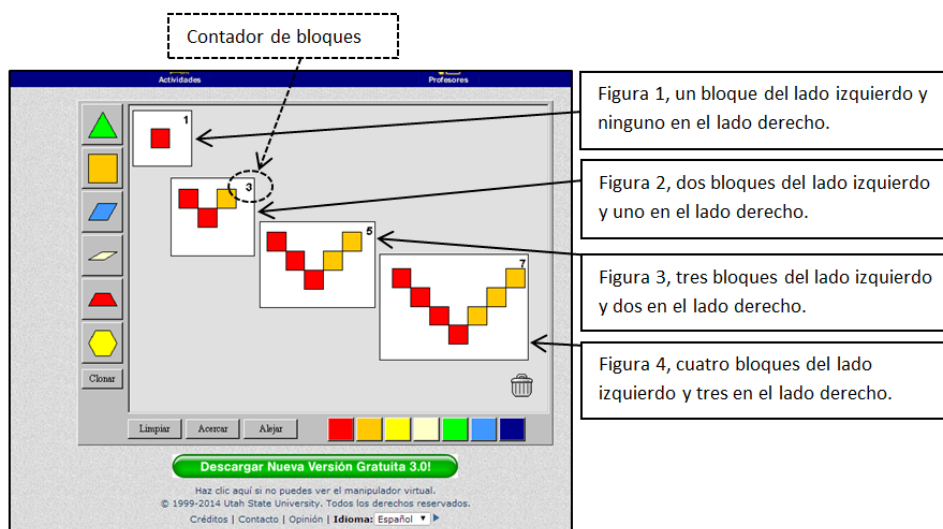 Contador de bloques
Actividades
Profesores
1
3
5
7
Clonar
Limpiar
Acercar
Alejar
Descargar Nueva Versión Gratuita 3.0!
Haz clic aquí si no puedes ver el manipulador virtual.
© 1999-2014 Utah State University. Todos los derechos reservados.
Créditos | Contacto | Opinión | Idioma: Español
Figura 1, un bloque del lado izquierdo y
ninguno en el lado derecho.
Figura 2, dos bloques del lado izquierdo
y uno en el lado derecho.
Figura 3, tres bloques del lado izquierdo
y dos en el lado derecho.
Figura 4, cuatro bloques del lado
izquierdo y tres en el lado derecho.